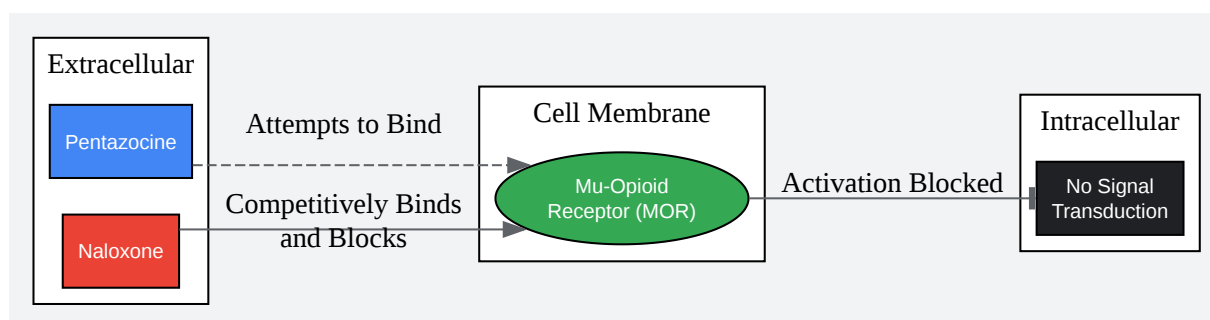 Extracellular
Pentazocine
Naloxone
Attempts to Bind
Competitively Binds
and Blocks
Cell Membrane
Mu-Opioid
Receptor (MOR)
Activation Blocked
Intracellular
No Signal
Transduction